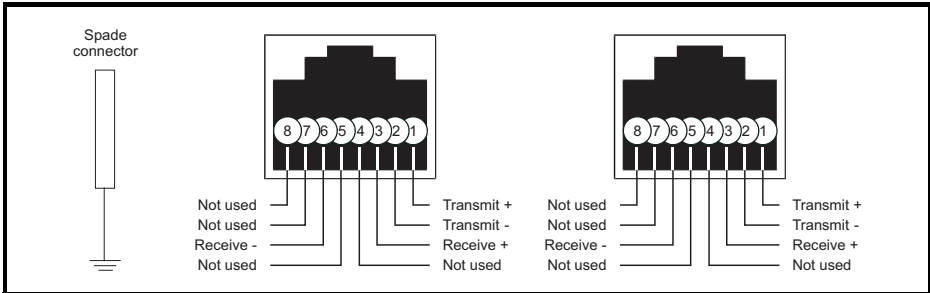 Spade
connector
8 7 6 5 4 3 2 1
Not used
Not used
Receive -
Not used
Transmit +
Transmit -
Receive +
Not used
8 7 6 5 4 3 2 1
Not used
Not used
Receive -
Not used
Transmit +
Transmit -
Receive +
Not used